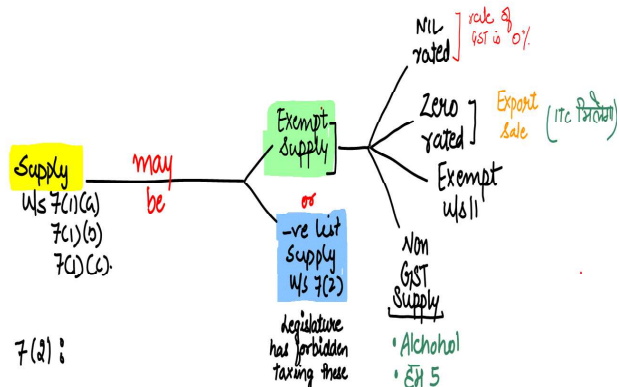 NIL
rated
rate of
GST is 0%
Zero
rated
Export
Sale
(ITC मिलेगा)
Exempt
Supply
Supply
U/s 7(1)(a)
7(1)(b)
7(1)(c).
may
be
Exempt
u/s 11
or
-ve list
Supply
U/s 7(2)
Non
GST
Supply
Legislature
has forbidden
taxing these
• Alchohol
• हम 5
7(2):